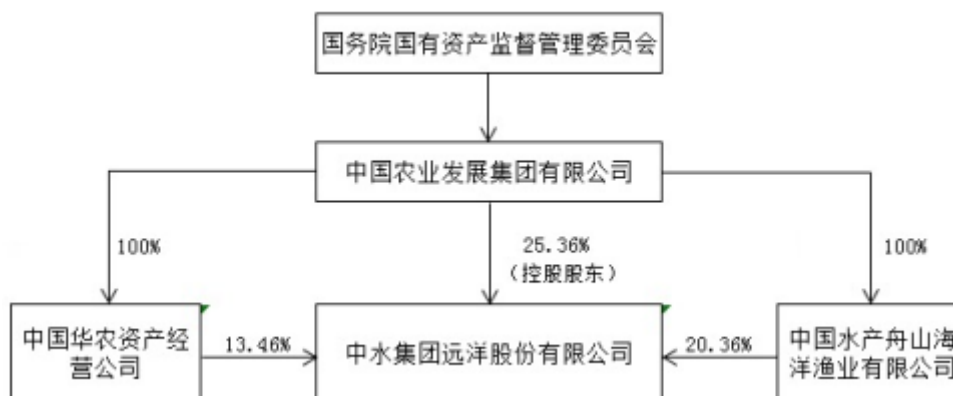 国务院国有资产监督管理委员会
中国农业发展集团有限公司
100%
25.36%
（控股股东）
100%
中国华农资产经
营公司
13.46%
中水集团远洋股份有限公司
20.36%
中国水产舟山海
洋渔业有限公司